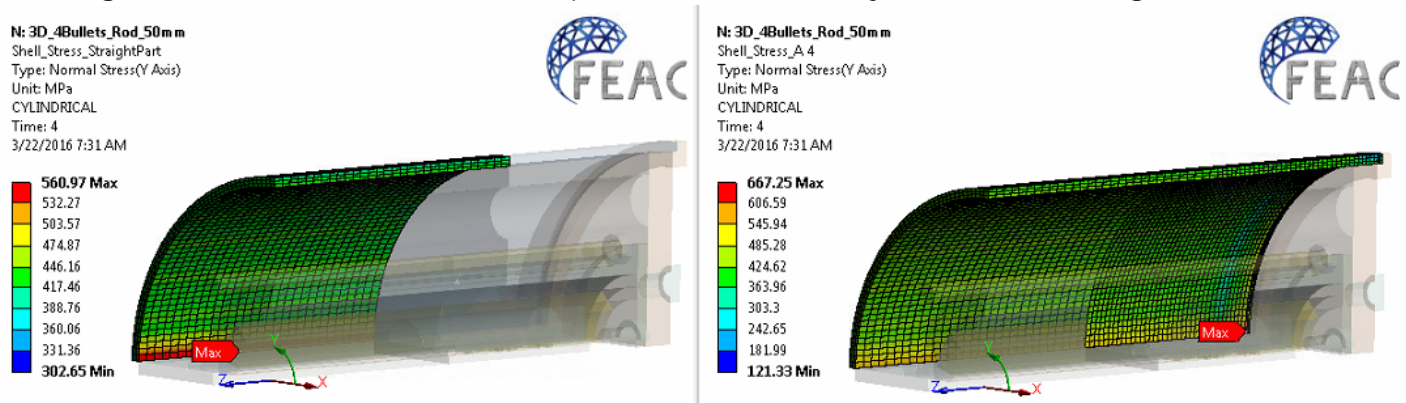 N: 3D_4Bullets_Rod_50mm
Shell_Stress_StraightPart
Type: Normal Stress(Y Axis)
Unit: MPa
CYLINDRICAL
Time: 4
3/22/2016 7:31 AM
560.97 Max
532.27
503.57
474.87
446.16
417.46
388.76
360.06
331.36
302.65 Min
FEAC
Max
Y
Z
X
N: 3D_4Bullets_Rod_50mm
Shell_Stress_A 4
Type: Normal Stress(Y Axis)
Unit: MPa
CYLINDRICAL
Time: 4
3/22/2016 7:31 AM
667.25 Max
606.59
545.94
485.28
424.62
363.96
303.3
242.65
181.99
121.33 Min
FEAC
Max
Y
Z
X